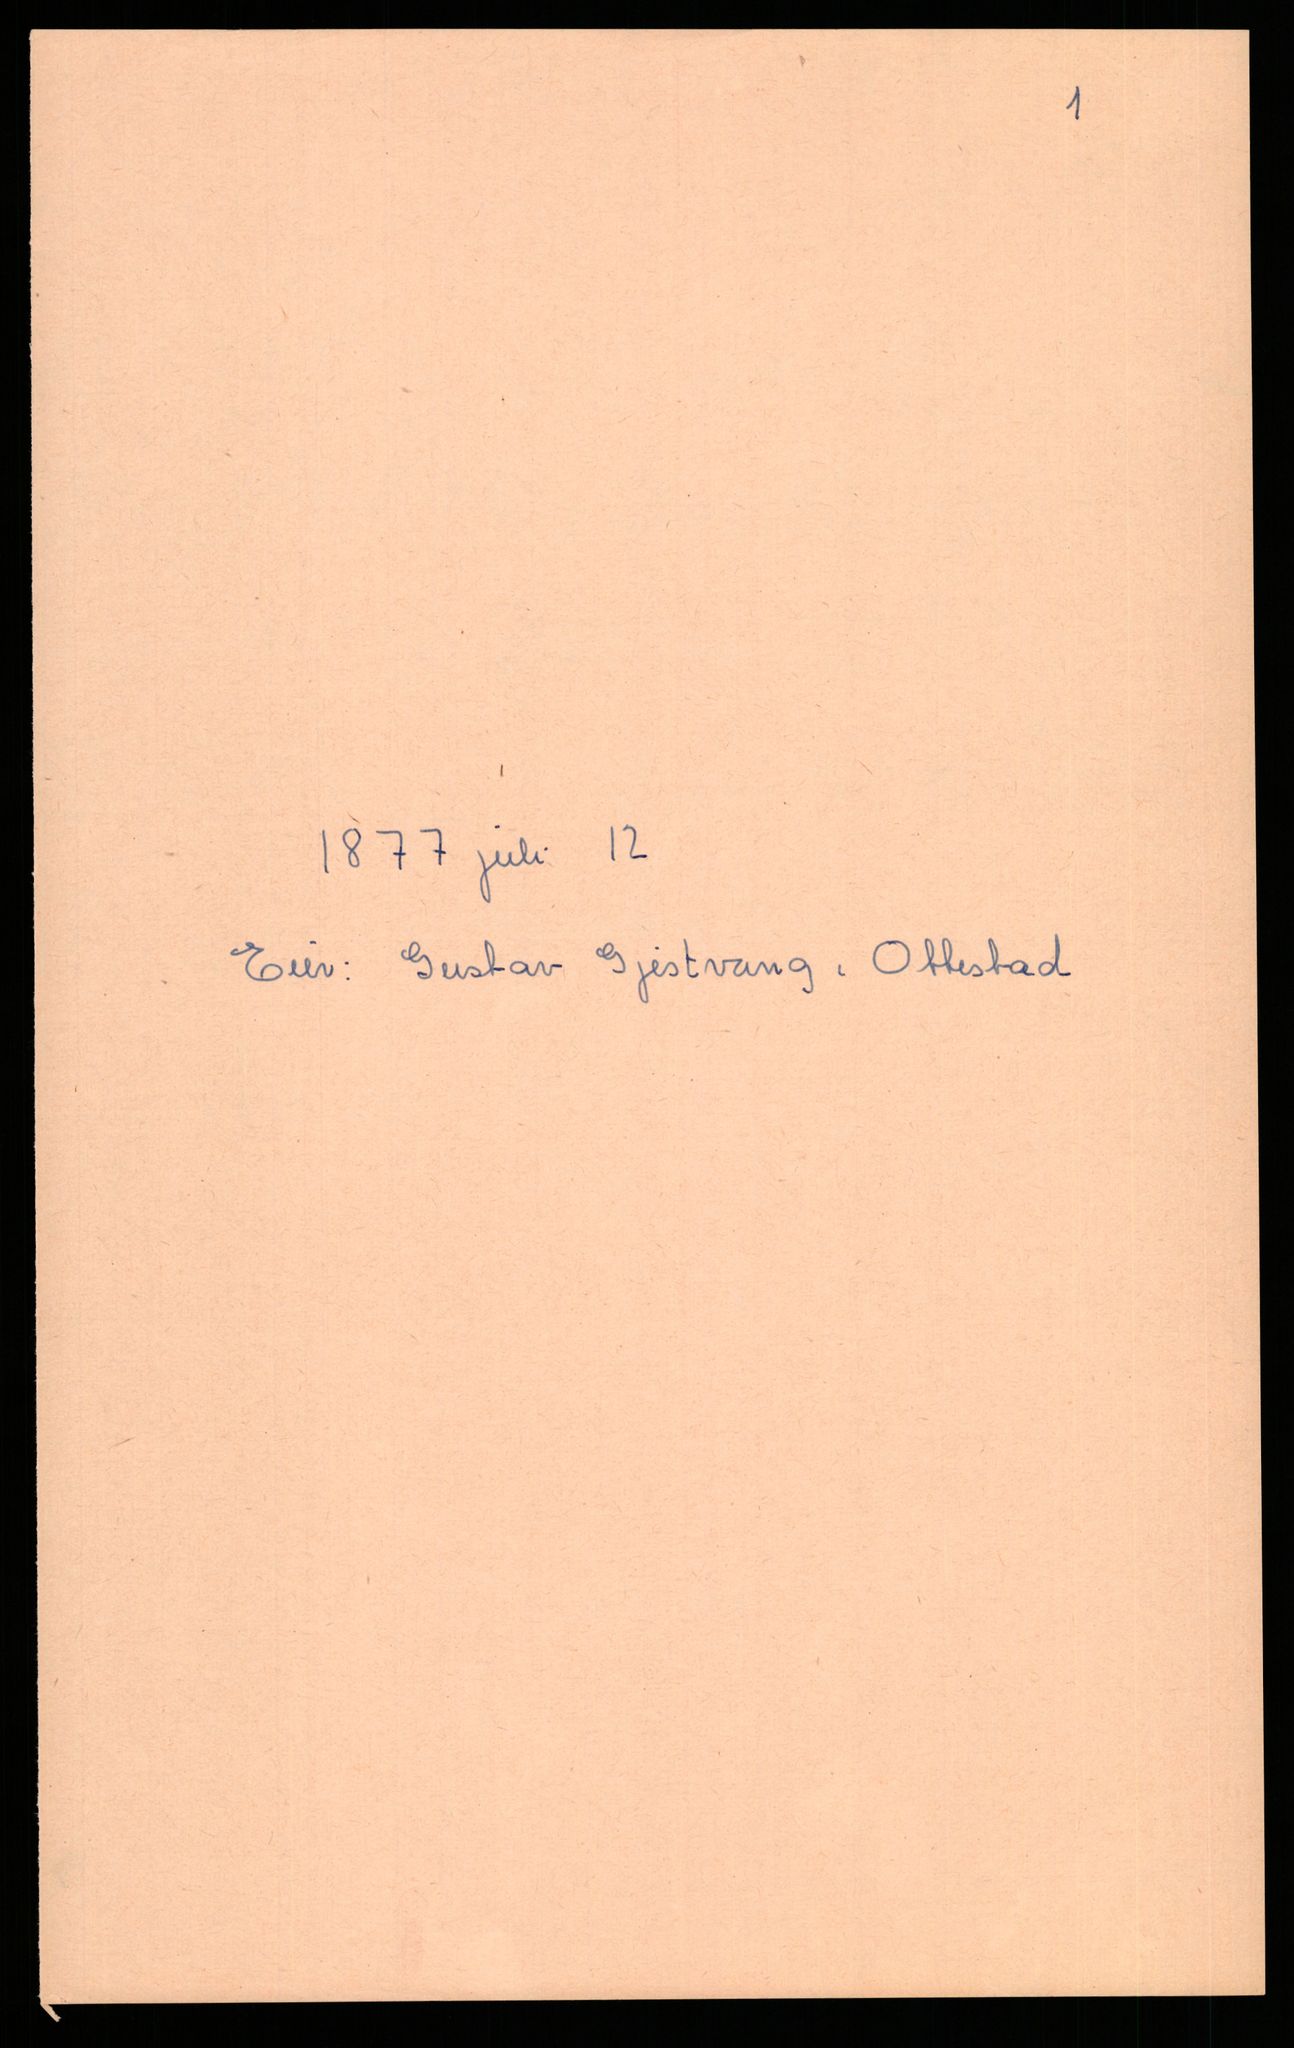 1
1877 juli 12
Eier: Gustav Gjestvang, Ottestad